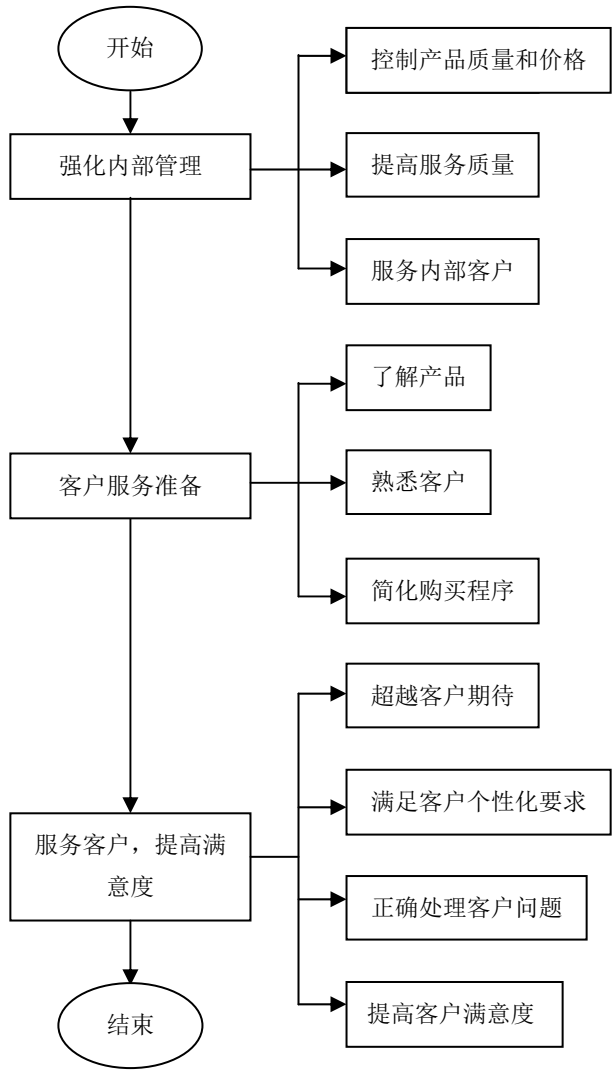 开始
强化内部管理
控制产品质量和价格
提高服务质量
服务内部客户
客户服务准备
了解产品
熟悉客户
简化购买程序
服务客户，提高满
意度
超越客户期待
满足客户个性化要求
正确处理客户问题
提高客户满意度
结束